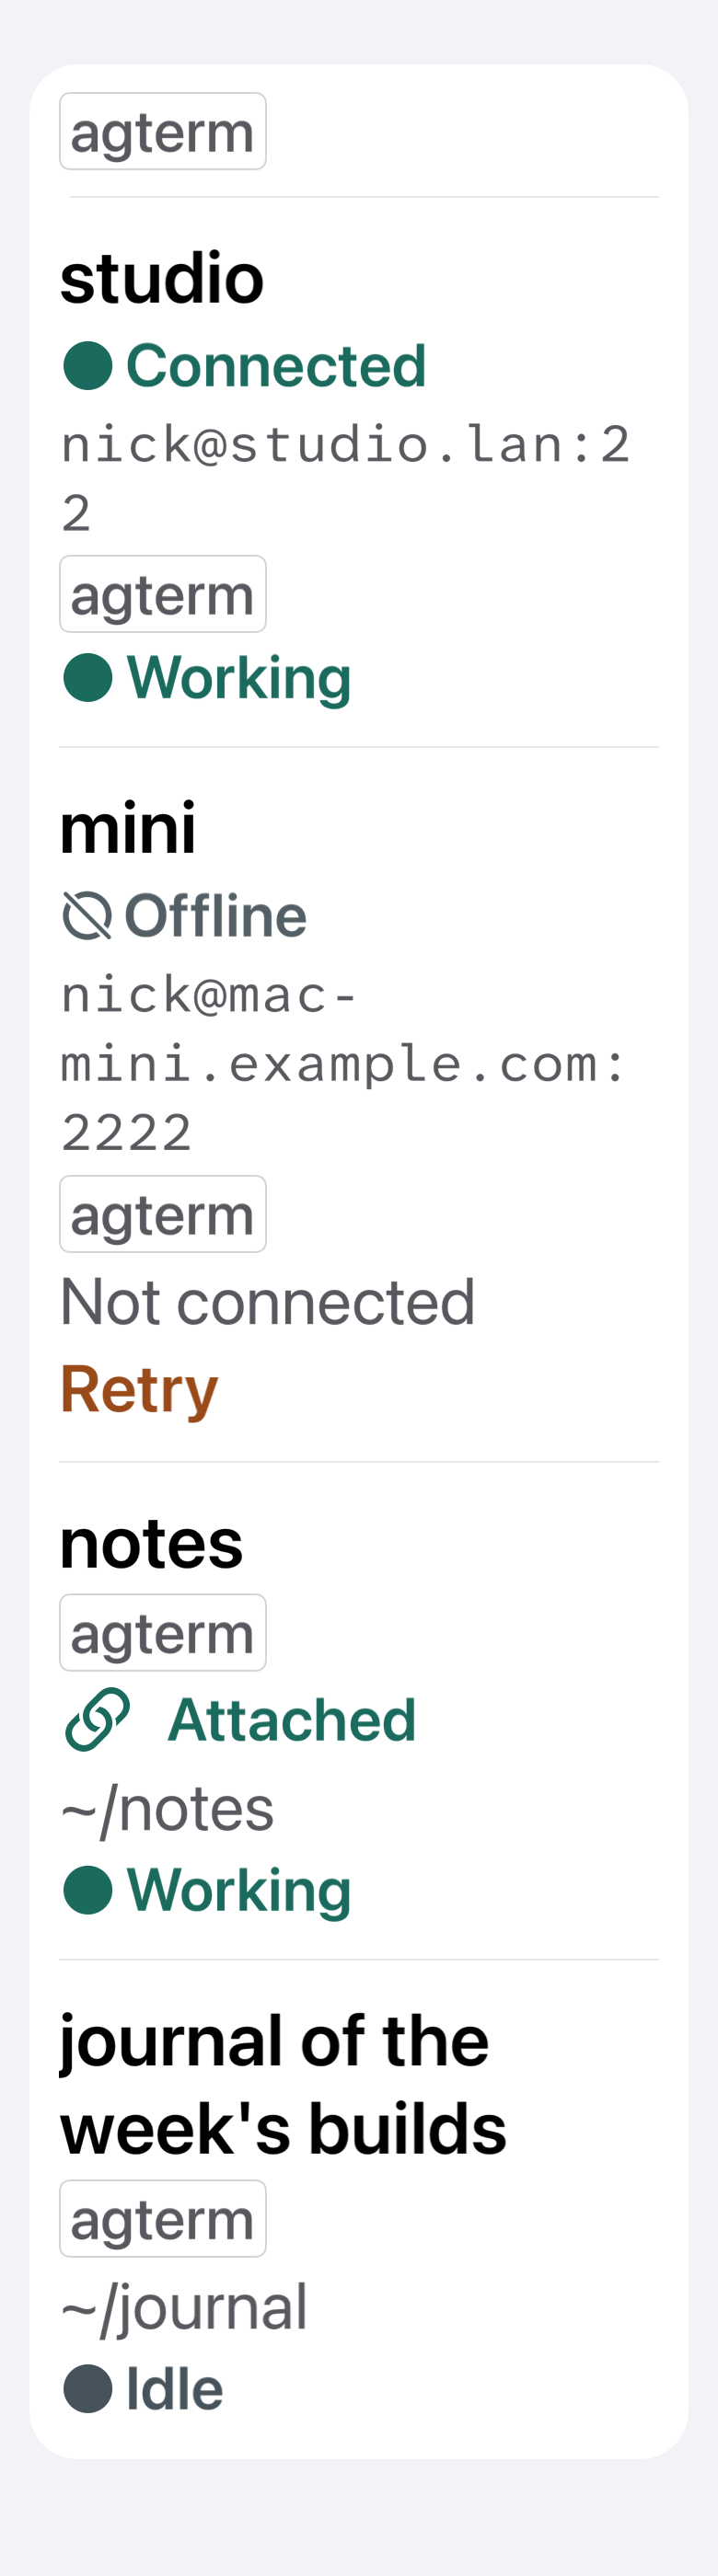 agterm
studio
Connected
nick@studio.lan:2
2
agterm
Working
mini
Offline
nick@mac-
mini.example.com:
2222
agterm
Not connected
Retry
notes
agterm
Attached
~/notes
Working
journal of the
week's builds
agterm
~/journal
Idle